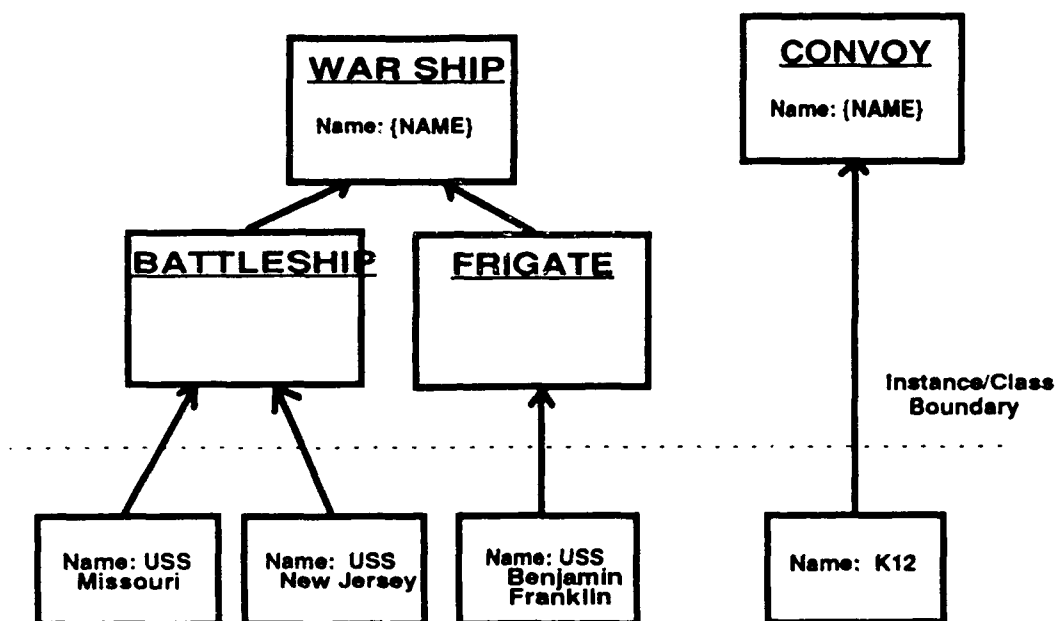 WAR SHIP
Name: {NAME}
CONVOY
Name: {NAME}
BATTLESHIP
FRIGATE
Instance/Class
Boundary
Name: USS
Missouri
Name: USS
New Jersey
Name: USS
Benjamin
Franklin
Name: K12